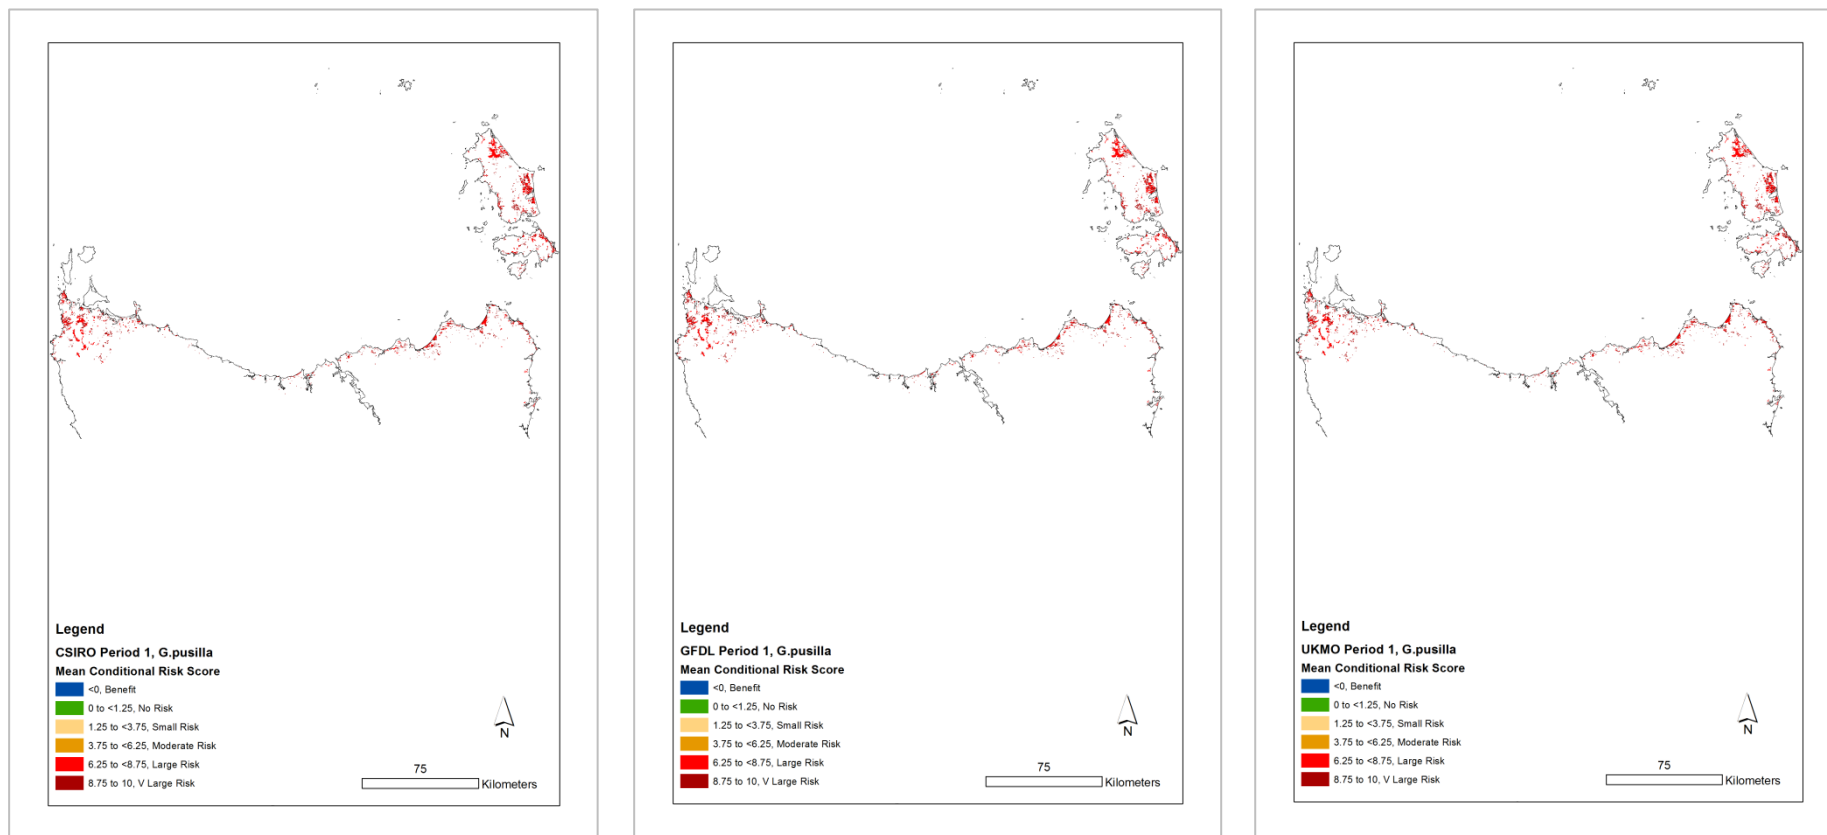 Legend
CSIRO Period 1, G.pusilla
Mean Conditional Risk Score
<0, Benefit
0 to <1.25, No Risk
1.25 to <3.75, Small Risk
3.75 to <6.25, Moderate Risk
6.25 to <8.75, Large Risk
8.75 to 10, V Large Risk
N
75
Kilometers
Legend
GFDL Period 1, G.pusilla
Mean Conditional Risk Score
<0, Benefit
0 to <1.25, No Risk
1.25 to <3.75, Small Risk
3.75 to <6.25, Moderate Risk
6.25 to <8.75, Large Risk
8.75 to 10, V Large Risk
N
75
Kilometers
Legend
UKMO Period 1, G.pusilla
Mean Conditional Risk Score
<0, Benefit
0 to <1.25, No Risk
1.25 to <3.75, Small Risk
3.75 to <6.25, Moderate Risk
6.25 to <8.75, Large Risk
8.75 to 10, V Large Risk
N
75
Kilometers